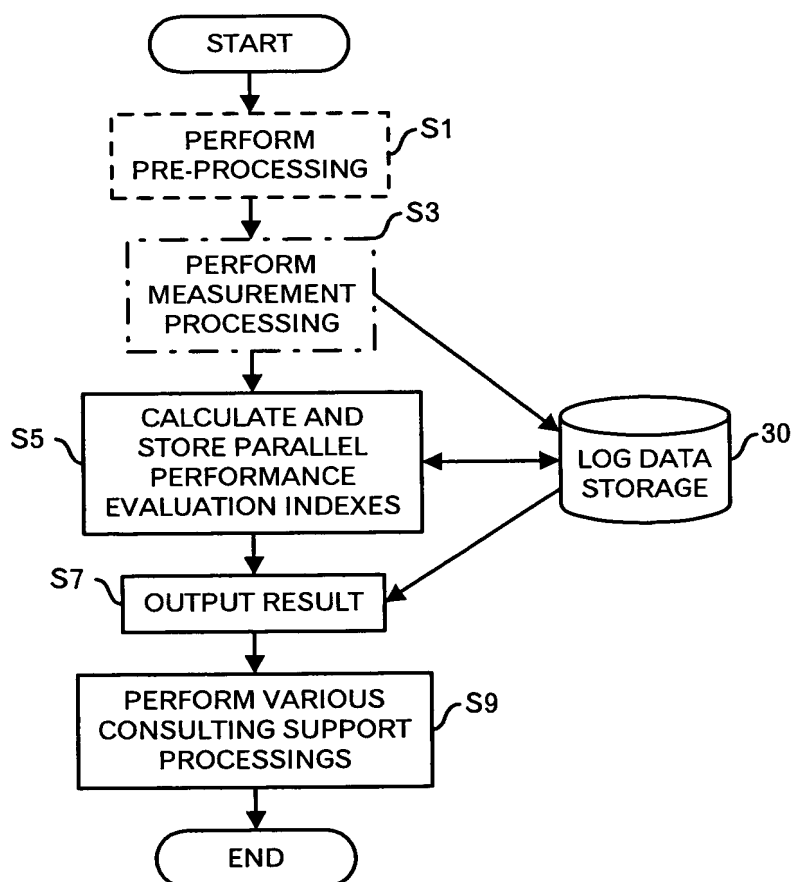 START
PERFORM
PRE-PROCESSING
S1
S3
PERFORM
MEASUREMENT
PROCESSING
S5
CALCULATE AND
STORE PARALLEL
PERFORMANCE
EVALUATION INDEXES
LOG DATA
STORAGE
30
S7
OUTPUT RESULT
PERFORM VARIOUS
CONSULTING SUPPORT
PROCESSINGS
S9
END